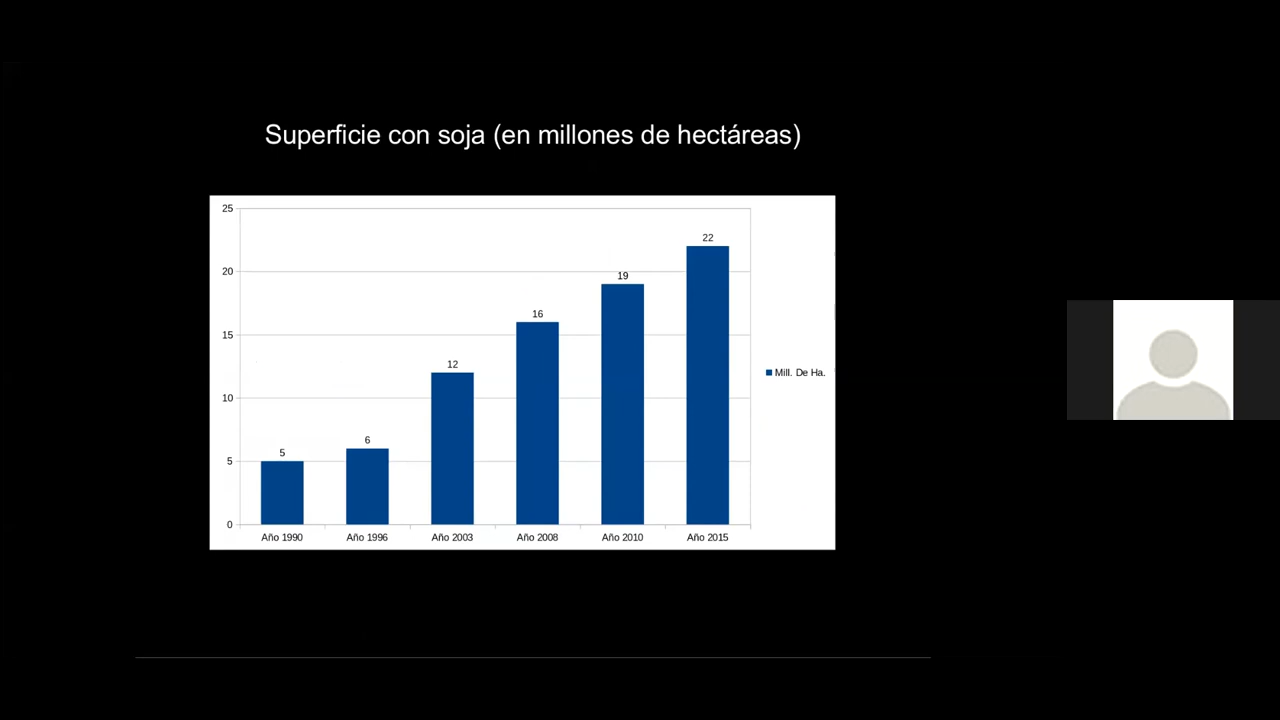 Superficie con soja (en millones de hectáreas)
25
20
15
10
5
0
5
6
12
16
19
22
Mill. De Ha.
Año 1990
Año 1996
Año 2003
Año 2008
Año 2010
Año 2015